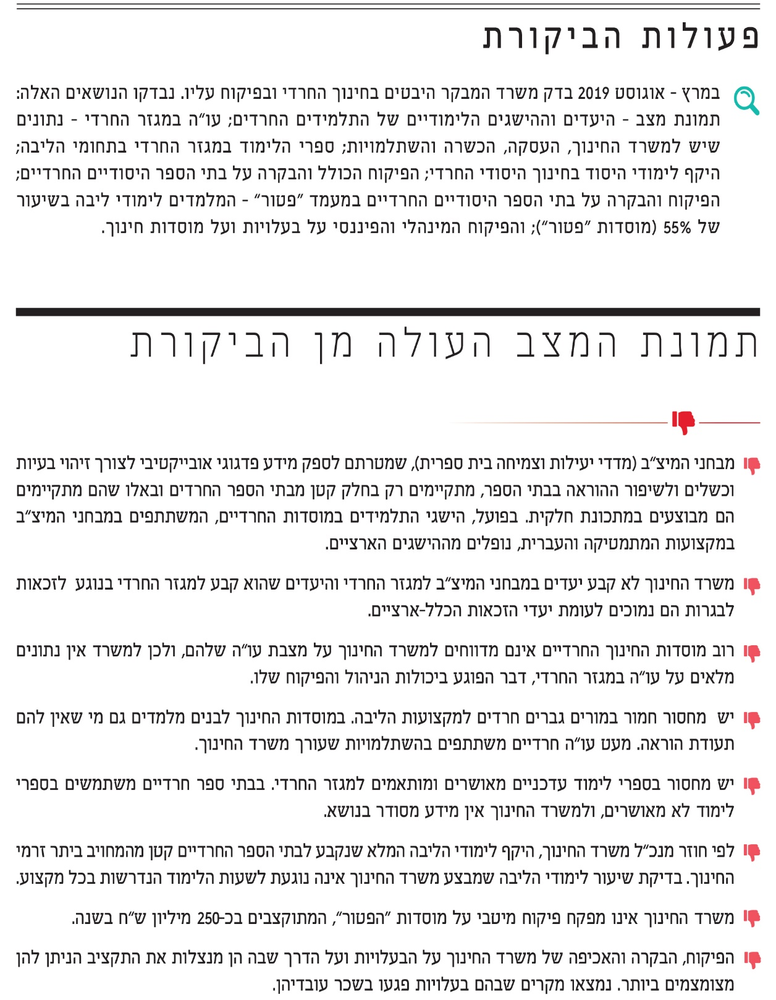 פעולות הביקורת
במרץ - אוגוסט 2019 בדק משרד המבקר היבטים בחינוך החרדי ובפיקוח עליו. נבדקו הנושאים האלה:
תמונת מצב - היעדים וההישגים הלימודיים של התלמידים החרדים; עו"ה במגזר החרדי - נתונים
שיש למשרד החינוך, העסקה, הכשרה והשתלמויות; ספרי הלימוד במגזר החרדי בתחומי הליבה;
היקף לימודי היסוד בחינוך היסודי החרדי; הפיקוח הכולל והבקרה על בתי הספר היסודיים החרדיים;
הפיקוח והבקרה על בתי הספר היסודיים החרדיים במעמד "פטור" - המלמדים לימודי ליבה בשיעור
של 55% (מוסדות "פטור"); והפיקוח המינהלי והפיננסי על בעלויות ועל מוסדות חינוך.
תמונת המצב העולה מן הביקורת
מבחני המיצ"ב (מדדי יעילות וצמיחה בית ספרית), שמטרתם לספק מידע פדגוגי אובייקטיבי לצורך זיהוי בעיות
וכשלים ולשיפור ההוראה בבתי הספר, מתקיימים רק בחלק קטן מבתי הספר החרדים ובאלו שהם מתקיימים
הם מבוצעים במתכונת חלקית. בפועל, הישגי התלמידים במוסדות החרדיים, המשתתפים במבחני המיצ"ב
במקצועות המתמטיקה והעברית, נופלים מההישגים הארציים.
משרד החינוך לא קבע יעדים במבחני המיצ"ב למגזר החרדי והיעדים שהוא קבע למגזר החרדי בנוגע לזכאות
לבגרות הם נמוכים לעומת יעדי הזכאות הכלל-ארציים.
רוב מוסדות החינוך החרדיים אינם מדווחים למשרד החינוך על מצבת עו"ה שלהם, ולכן למשרד אין נתונים
מלאים על עו"ה במגזר החרדי, דבר הפוגע ביכולות הניהול והפיקוח שלו.
יש מחסור חמור במורים גברים חרדים למקצועות הליבה. במוסדות החינוך לבנים מלמדים גם מי שאין להם
תעודת הוראה. מעט עו"ה חרדיים משתתפים בהשתלמויות שעורך משרד החינוך.
יש מחסור בספרי לימוד עדכניים מאושרים ומותאמים למגזר החרדי. בבתי ספר חרדיים משתמשים בספרי
לימוד לא מאושרים, ולמשרד החינוך אין מידע מסודר בנושא.
לפי חוזר מנכ"ל משרד החינוך, היקף לימודי הליבה המלא שנקבע לבתי הספר החרדיים קטן מהמחויב ביתר זרמי
החינוך. בדיקת שיעור לימודי הליבה שמבצע משרד החינוך אינה נוגעת לשעות הלימוד הנדרשות בכל מקצוע.
משרד החינוך אינו מפקח פיקוח מיטבי על מוסדות "הפטור", המתוקצבים בכ-250 מיליון ש"ח בשנה.
הפיקוח, הבקרה והאכיפה של משרד החינוך על הבעלויות ועל הדרך שבה הן מנצלות את התקציב הניתן להן
מצומצמים ביותר. נמצאו מקרים שבהם בעלויות פגעו בשכר עובדיהן.